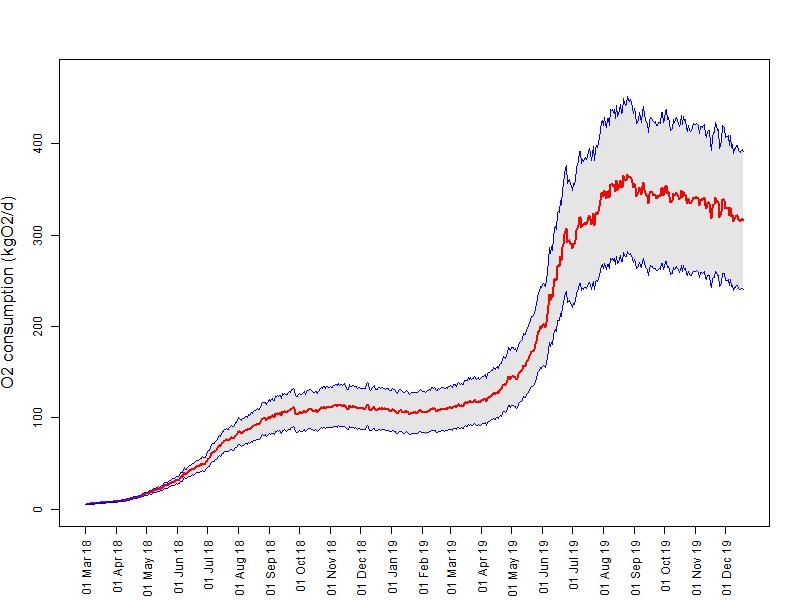 O2 consumption (kgO2/d)
400
300
200
100
0
01 Mar 18
01 Apr 18
01 May 18
01 Jun 18
01 Jul 18
01 Aug 18
01 Sep 18
01 Oct 18
01 Nov 18
01 Dec 18
01 Jan 19
01 Feb 19
01 Mar 19
01 Apr 19
01 May 19
01 Jun 19
01 Jul 19
01 Aug 19
01 Sep 19
01 Oct 19
01 Nov 19
01 Dec 19